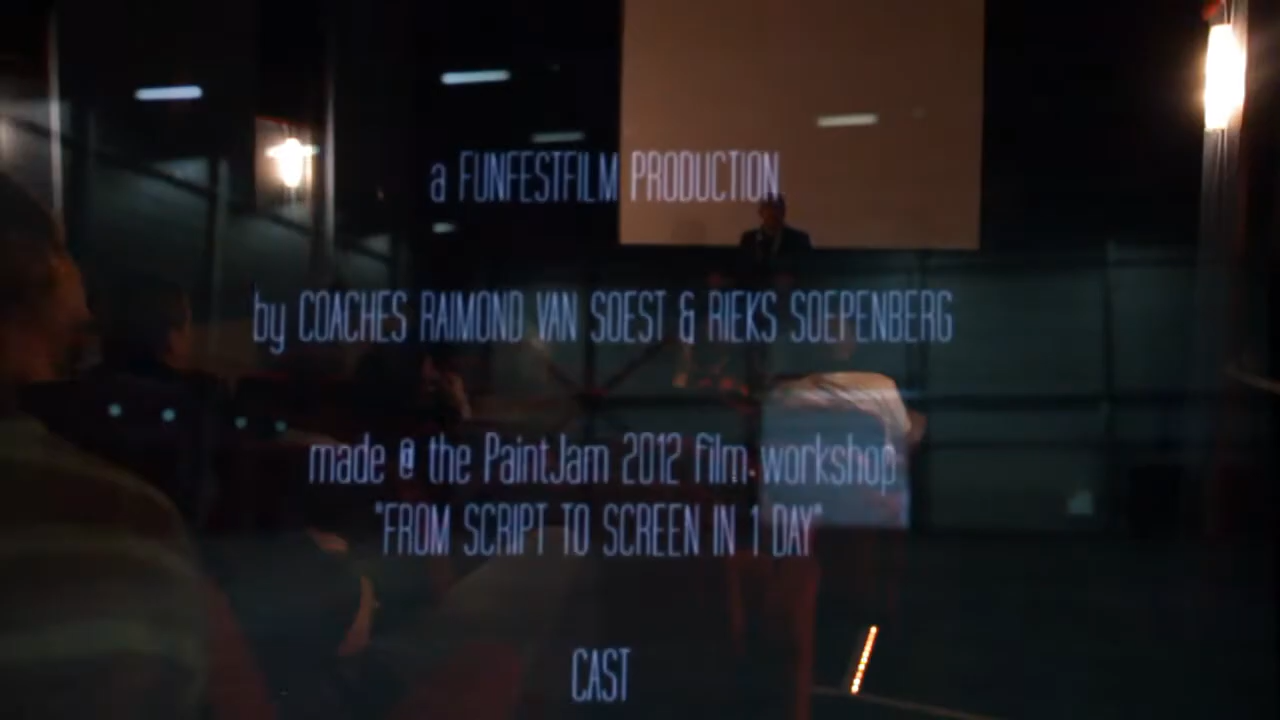 a FUNFESTFILM PRODUCTION
by COACHES RAIMOND VAN SOEST & RIEKS SOEPENBERG
made @ the PaintJam 2012 film workshop
"FROM SCRIPT TO SCREEN IN 1 DAY"
CAST